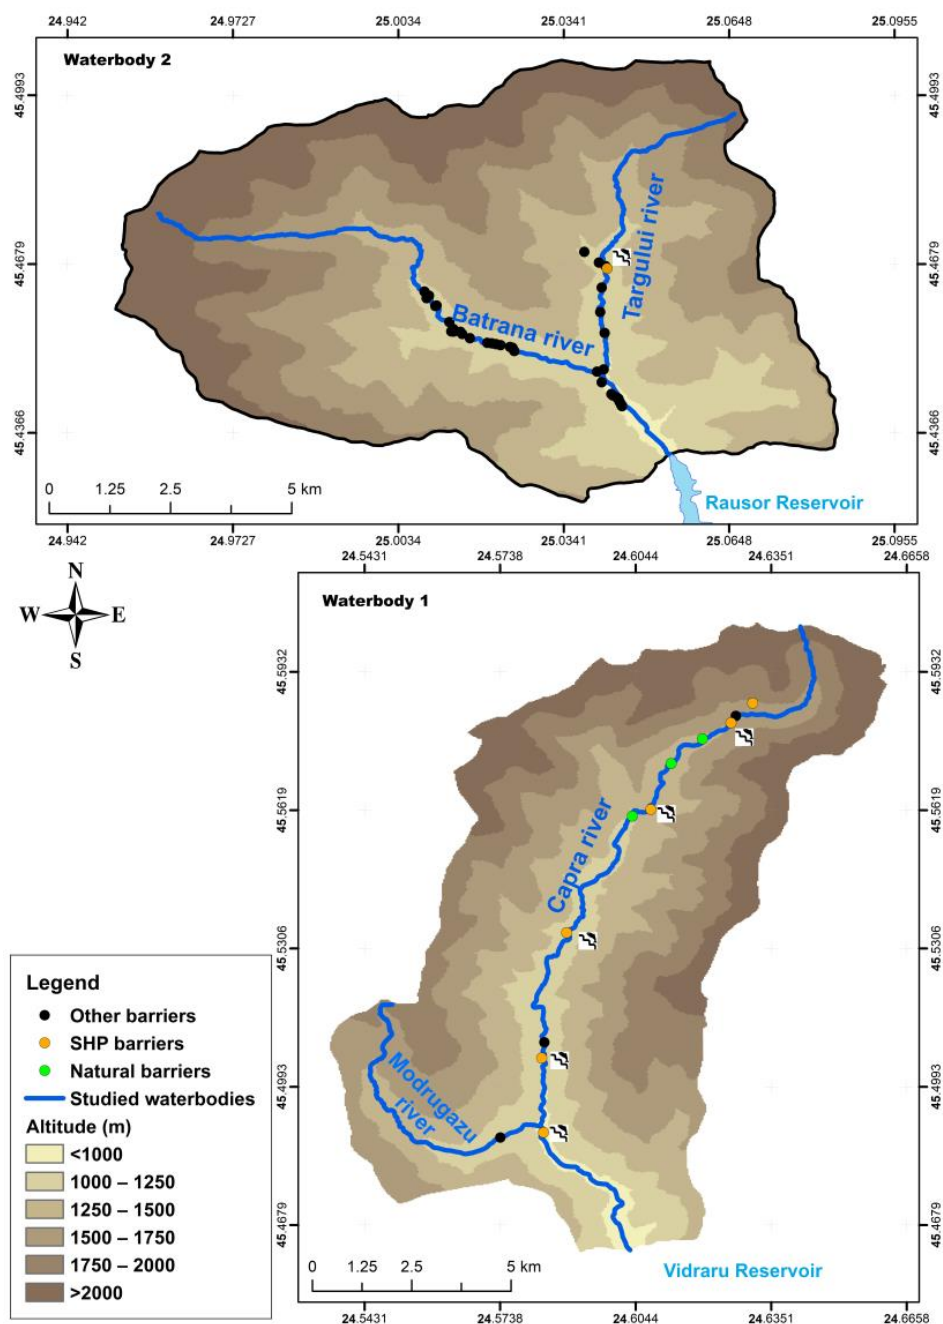 24.942 24.9727 25.0034 25.0341 25.0648 25.0955
Waterbody 2
45.4993
45.4993
Targului river
45.4679
45.4679
Batrana river
45.4366
45.4366
0 1.25 2.5 5 km
Rausor Reservoir
24.942 24.9727 25.0034 25.0341 25.0648 25.0955
24.5431 24.5738 24.6044 24.6351 24.6658
N
W E
S
Waterbody 1
45.5932
45.5932
45.5619
45.5619
Capra river
45.5306
45.5306
Legend
Other barriers
SHP barriers
Natural barriers
Studied waterbodies
Altitude (m)
<1000
1000 – 1250
1250 – 1500
1500 – 1750
1750 – 2000
>2000
Modrugazu
river
45.4993
45.4993
45.4679
45.4679
Vidraru Reservoir
0 1.25 2.5 5 km
24.5431 24.5738 24.6044 24.6351 24.6658